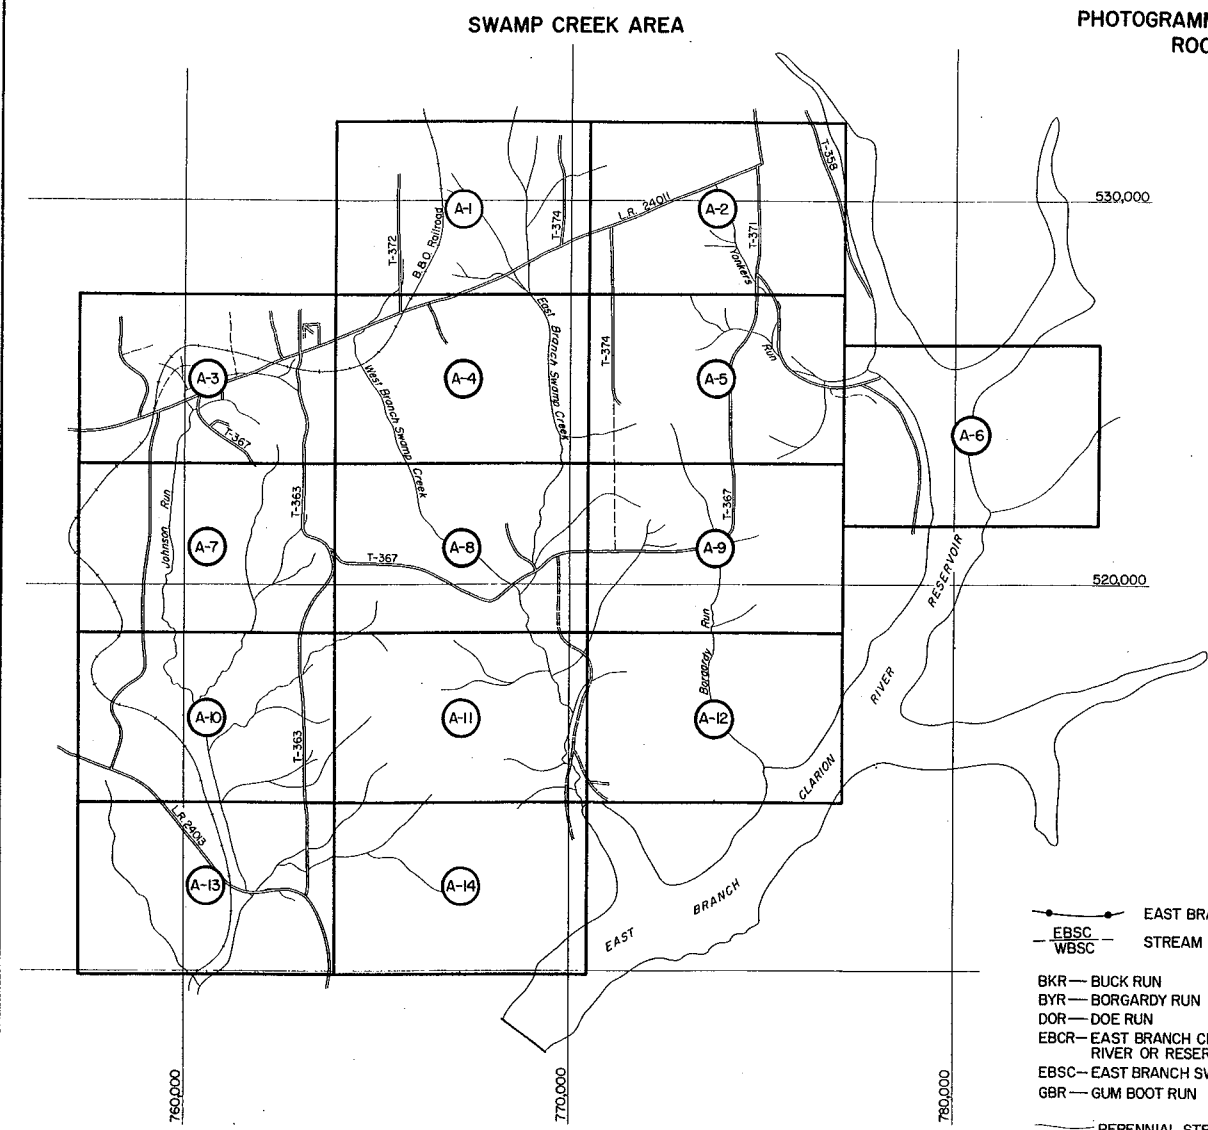 SWAMP CREEK AREA
PHOTOGRAMM
ROC
T-358
A-1
A-2
530,000
L.R. 24011
T-374
T-372
B&O Railroad
T-371
Yonkers
Run
East Branch Swamp Creek
T-374
A-3
A-4
A-5
A-6
West Branch Swamp Creek
T-367
T-363
T-367
Johnson Run
A-7
A-8
A-9
T-367
520,000
RESERVOIR
Borgardy Run
RIVER
A-10
A-11
A-12
T-363
CLARION
L.R. 24013
A-13
A-14
BRANCH
EAST
EAST BRA
EBSC
WBSC
STREAM
BKR — BUCK RUN
BYR — BORGARDY RUN
DOR — DOE RUN
EBCR — EAST BRANCH CL
RIVER OR RESER
EBSC — EAST BRANCH SW
GBR — GUM BOOT RUN
PERENNIAL STR
760,000
770,000
780,000